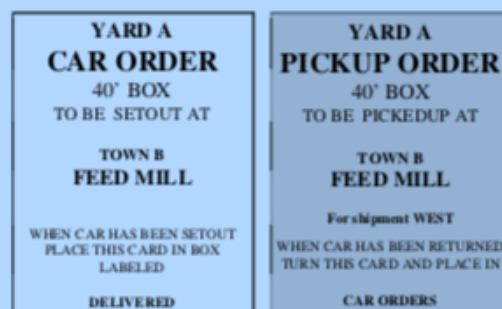 YARD A
CAR ORDER
40' BOX
TO BE SETOUT AT
TOWN B
FEED MILL
WHEN CAR HAS BEEN SETOUT
PLACE THIS CARD IN BOX
LABELED
DELIVERED
YARD A
PICKUP ORDER
40' BOX
TO BE PICKEDUP AT
TOWN B
FEED MILL
For shipment WEST
WHEN CAR HAS BEEN RETURNED
TURN THIS CARD AND PLACE IN
CAR ORDERS